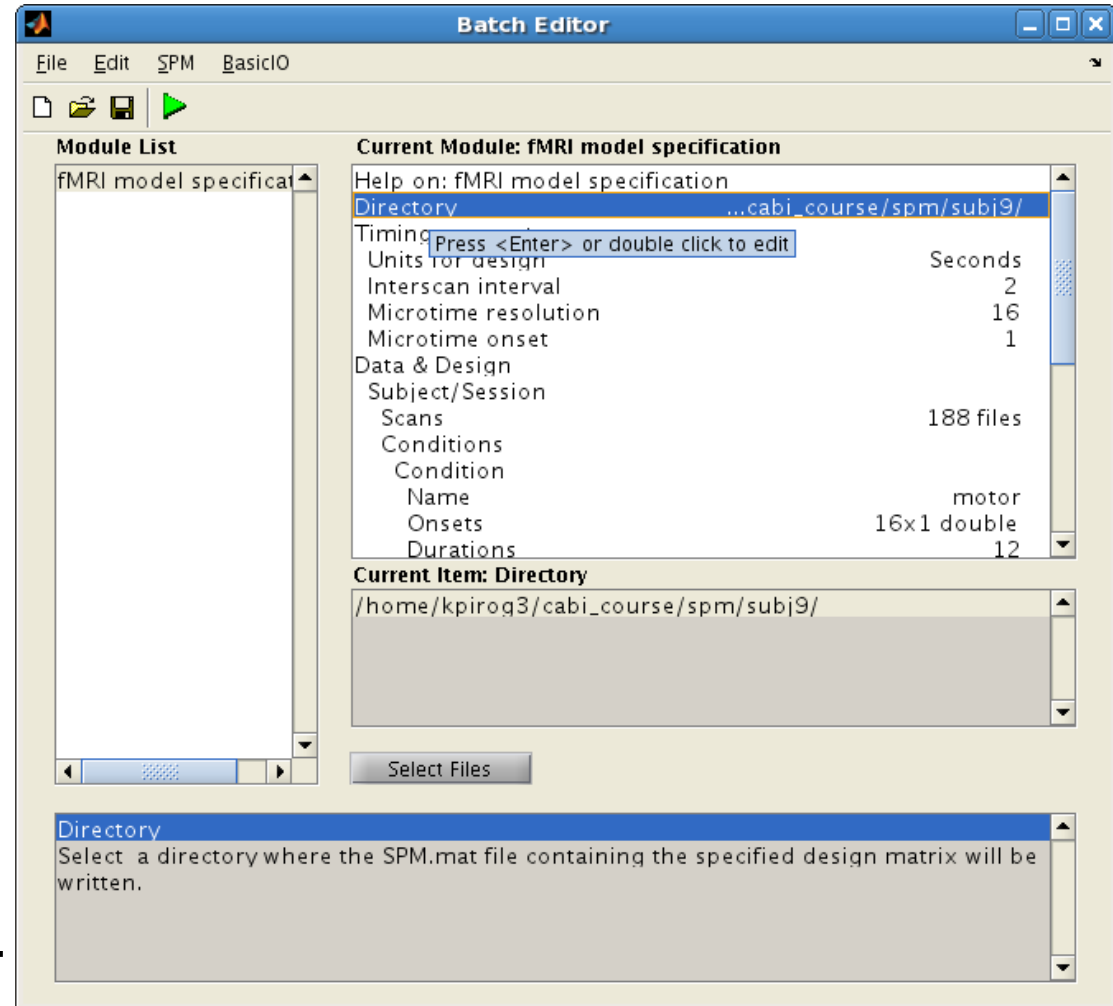 Batch Editor
File Edit SPM BasicIO
Module List
fMRI model specificat
Current Module: fMRI model specification
Help on: fMRI model specification
Directory ...cabi_course/spm/subj9/
Timing
Press <Enter> or double click to edit
Units for design Seconds
Interscan interval 2
Microtime resolution 16
Microtime onset 1
Data & Design
Subject/Session
Scans 188 files
Conditions
Condition
Name motor
Onsets 16x1 double
Durations 12
Current Item: Directory
/home/kpirog3/cabi_course/spm/subj9/
Select Files
Directory
Select a directory where the SPM.mat file containing the specified design matrix will be
written.